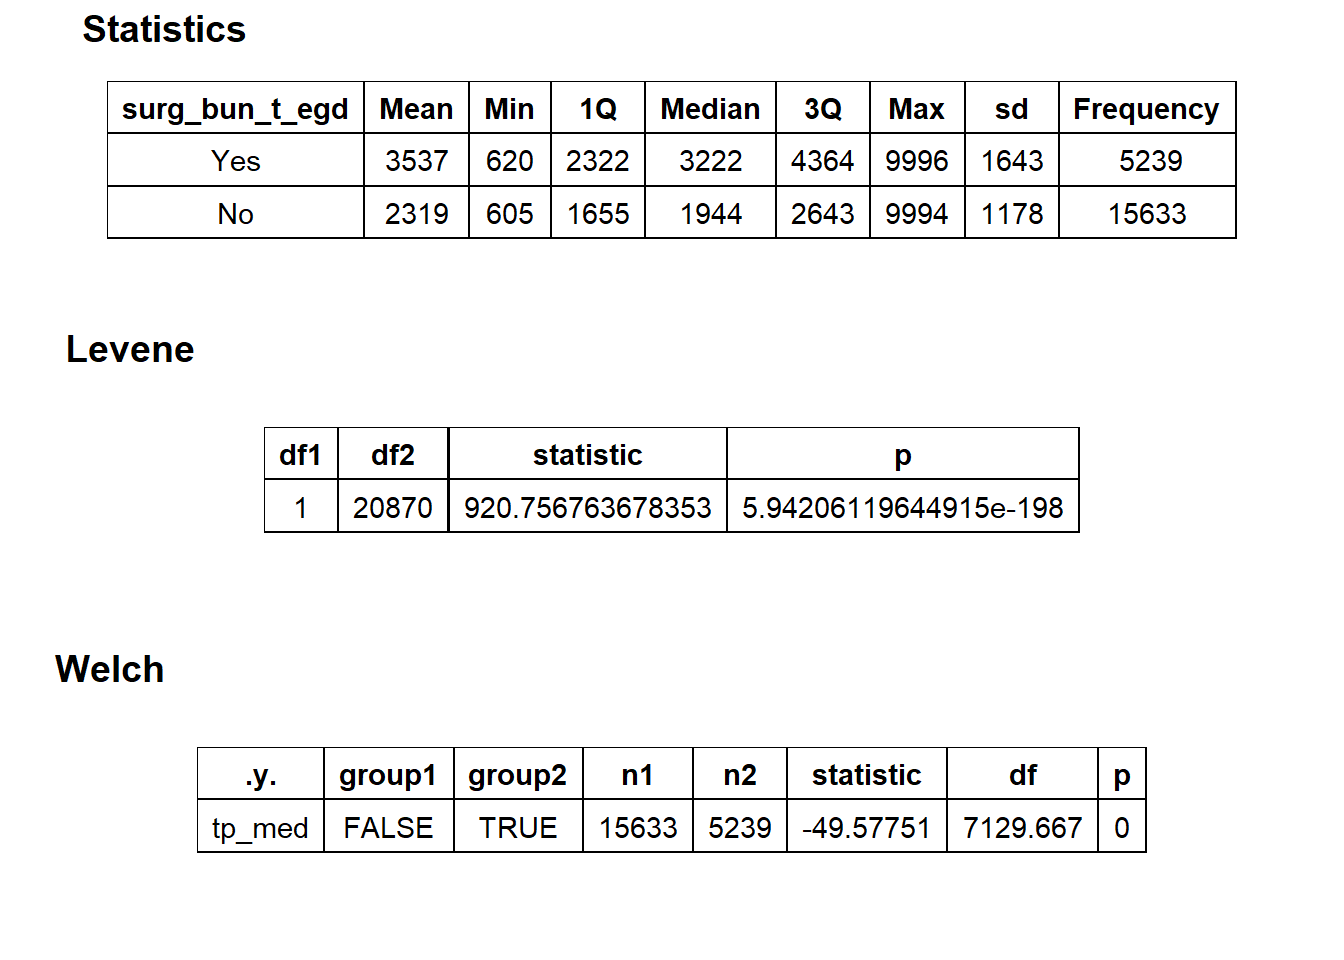 Statistics
surg_bun_t_egd Mean Min 1Q Median 3Q Max sd Frequency
Yes 3537 620 2322 3222 4364 9996 1643 5239
No 2319 605 1655 1944 2643 9994 1178 15633
Levene
df1 df2 statistic p
1 20870 920.756763678353 5.94206119644915e-198
Welch
.y. group1 group2 n1 n2 statistic df p
tp_med FALSE TRUE 15633 5239 -49.57751 7129.667 0